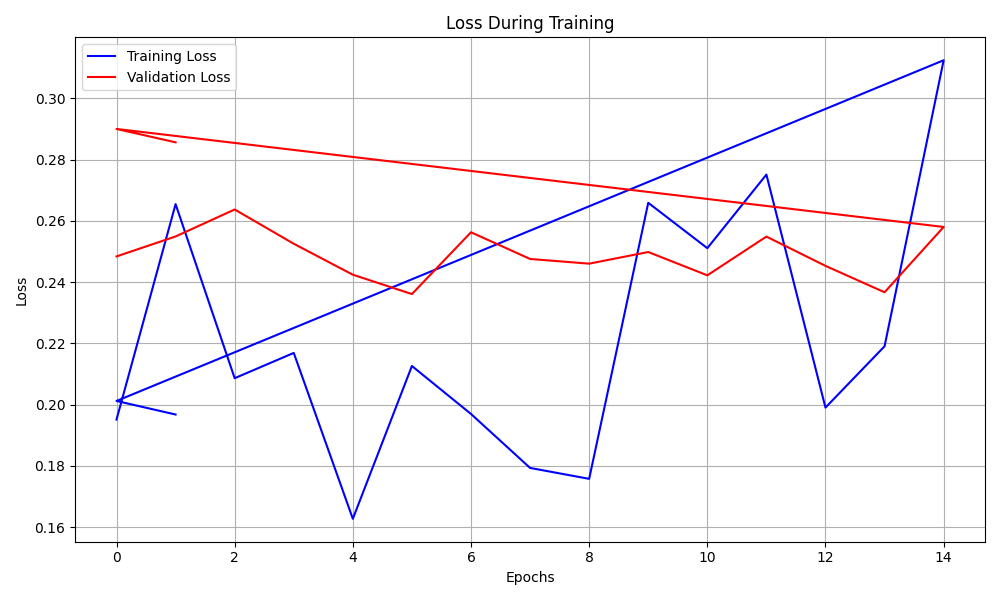 Loss During Training
Training Loss
Validation Loss
0.30
0.28
0.26
0.24
0.22
0.20
0.18
0.16
Loss
0 2 4 6 8 10 12 14
Epochs